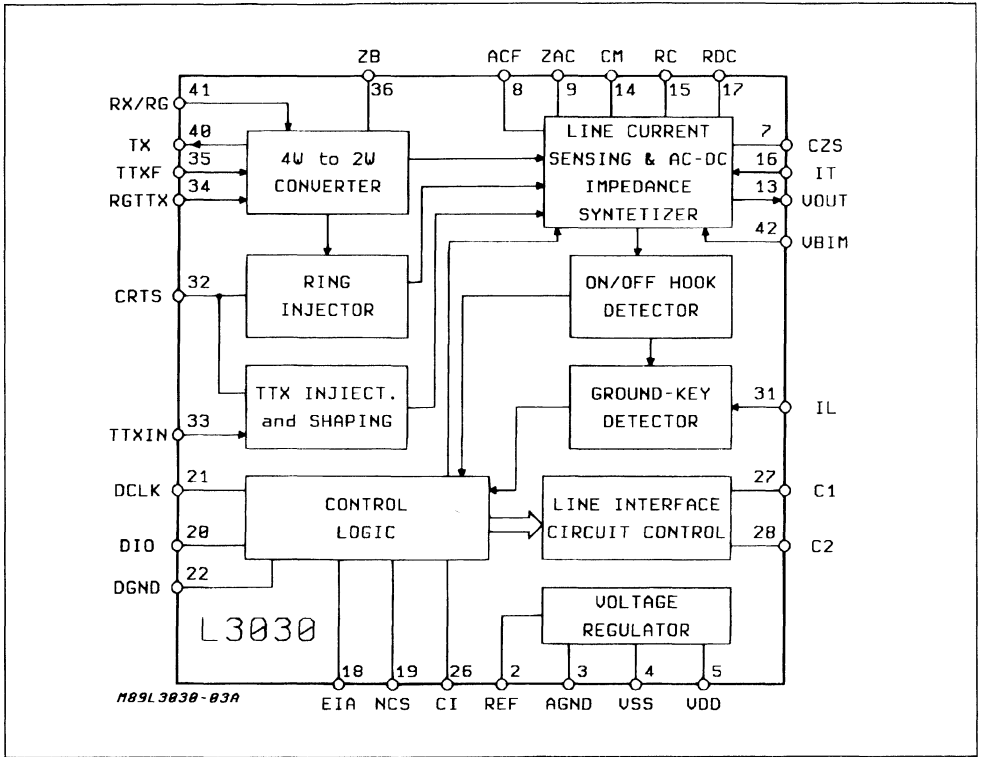 ZB ACF ZAC CM RC RDC
36 8 9 14 15 17
RX/RG 41
TX 40
TTXF 35
RGTTX 34
4W to 2W
CONVERTER
LINE CURRENT
SENSING & AC-DC
IMPEDANCE
SYNTETIZER
7 CZS
16 IT
13 VOUT
42 VBIM
CRTS 32
RING
INJECTOR
ON/OFF HOOK
DETECTOR
TTX INJIECT.
and SHAPING
GROUND-KEY
DETECTOR
31 IL
TTXIN 33
DCLK 21
DIO 20
DGND 22
CONTROL
LOGIC
LINE INTERFACE
CIRCUIT CONTROL
27 C1
28 C2
VOLTAGE
REGULATOR
L3030
18 19 26 2 3 4 5
EIA NCS CI REF AGND VSS VDD
M89L3030-03A